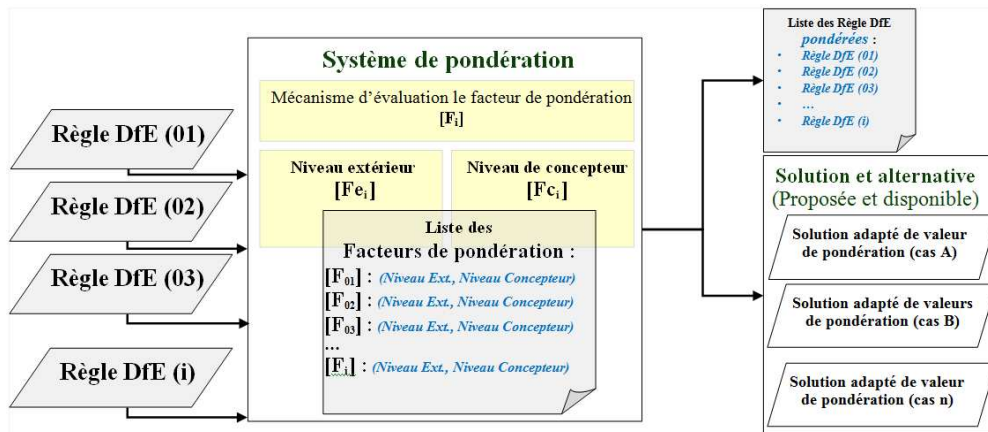 Règle DfE (01)
Règle DfE (02)
Règle DfE (03)
Règle DfE (i)
Système de pondération
Mécanisme d'évaluation le facteur de pondération
[Fi]
Niveau extérieur
[Fei]
Niveau de concepteur
[Fci]
Liste des
Facteurs de pondération :
[F01] : (Niveau Ext., Niveau Concepteur)
[F02] : (Niveau Ext., Niveau Concepteur)
[F03] : (Niveau Ext., Niveau Concepteur)
...
[Fi] : (Niveau Ext., Niveau Concepteur)
Liste des Règle DfE
pondérées :
• Règle DfE (01)
• Règle DfE (02)
• Règle DfE (03)
• ...
• Règle DfE (i)
Solution et alternative
(Proposée et disponible)
Solution adapté de valeur
de pondération (cas A)
Solution adapté de valeurs
de pondération (cas B)
Solution adapté de valeur
de pondération (cas n)